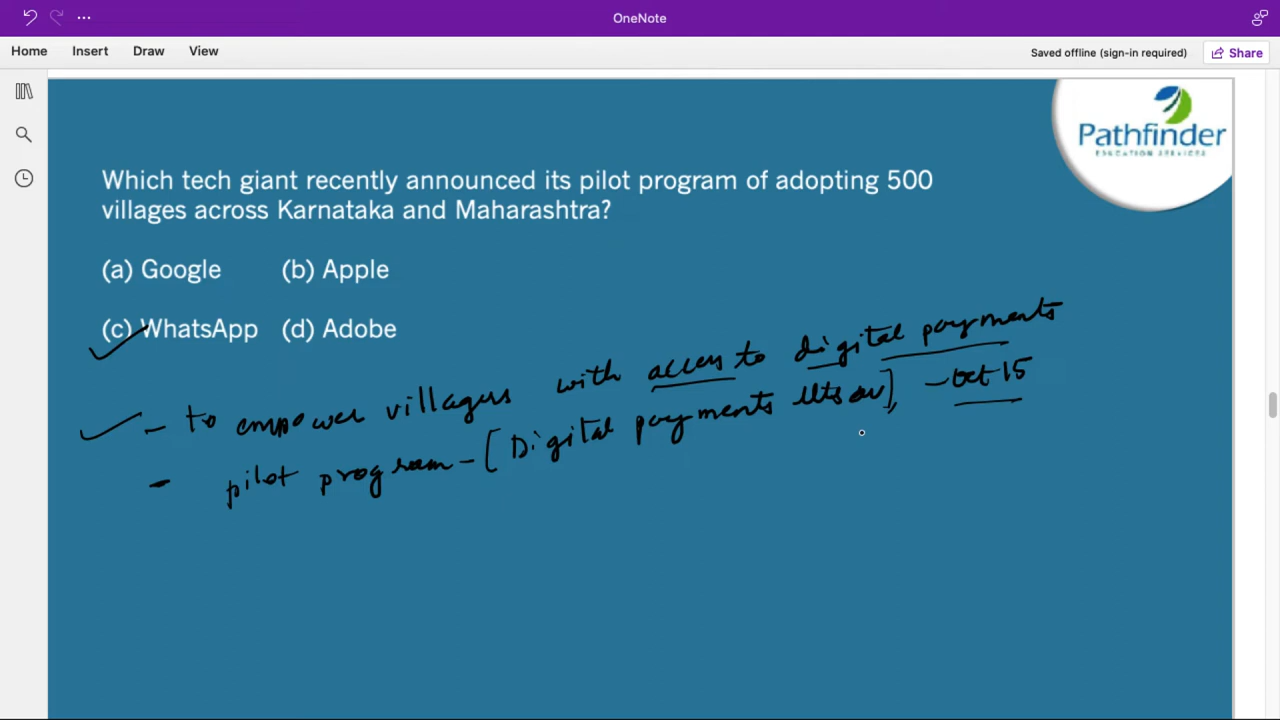 OneNote
Home Insert Draw View
Saved offline (sign-in required) Share
Pathfinder
EDUCATION SERVICES
Which tech giant recently announced its pilot program of adopting 500
villages across Karnataka and Maharashtra?
(a) Google (b) Apple
(c) WhatsApp (d) Adobe
- to empower villagers with access to digital payments
- pilot program - [Digital payments Utsav], - Oct 15